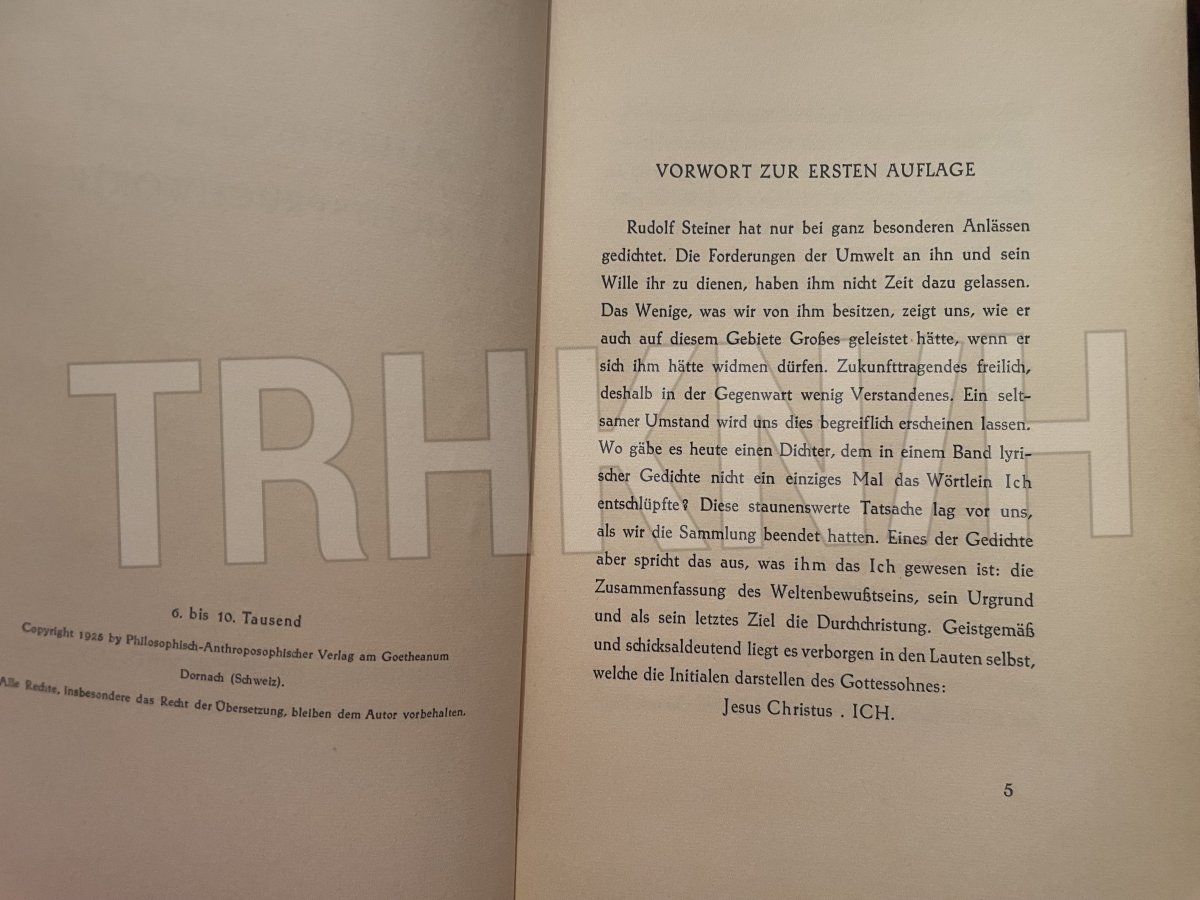 6. bis 10. Tausend
Copyright 1925 by Philosophisch-Anthroposophischer Verlag am Goetheanum
Dornach (Schweiz).
Alle Rechte, insbesondere das Recht der Übersetzung, bleiben dem Autor vorbehalten.
VORWORT ZUR ERSTEN AUFLAGE
Rudolf Steiner hat nur bei ganz besonderen Anlässen
gedichtet. Die Forderungen der Umwelt an ihn und sein
Wille ihr zu dienen, haben ihm nicht Zeit dazu gelassen.
Das Wenige, was wir von ihm besitzen, zeigt uns, wie er
auch auf diesem Gebiete Großes geleistet hätte, wenn er
sich ihm hätte widmen dürfen. Zukunfttragendes freilich,
deshalb in der Gegenwart wenig Verstandenes. Ein selt-
samer Umstand wird uns dies begreiflich erscheinen lassen.
Wo gäbe es heute einen Dichter, dem in einem Band lyri-
scher Gedichte nicht ein einziges Mal das Wörtlein Ich
entschlüpfte? Diese staunenswerte Tatsache lag vor uns,
als wir die Sammlung beendet hatten. Eines der Gedichte
aber spricht das aus, was ihm das Ich gewesen ist: die
Zusammenfassung des Weltenbewußtseins, sein Urgrund
und als sein letztes Ziel die Durchchristung. Geistgemäß
und schicksaldeutend liegt es verborgen in den Lauten selbst,
welche die Initialen darstellen des Gottessohnes:
Jesus Christus . ICH.
5
TRHKN/H